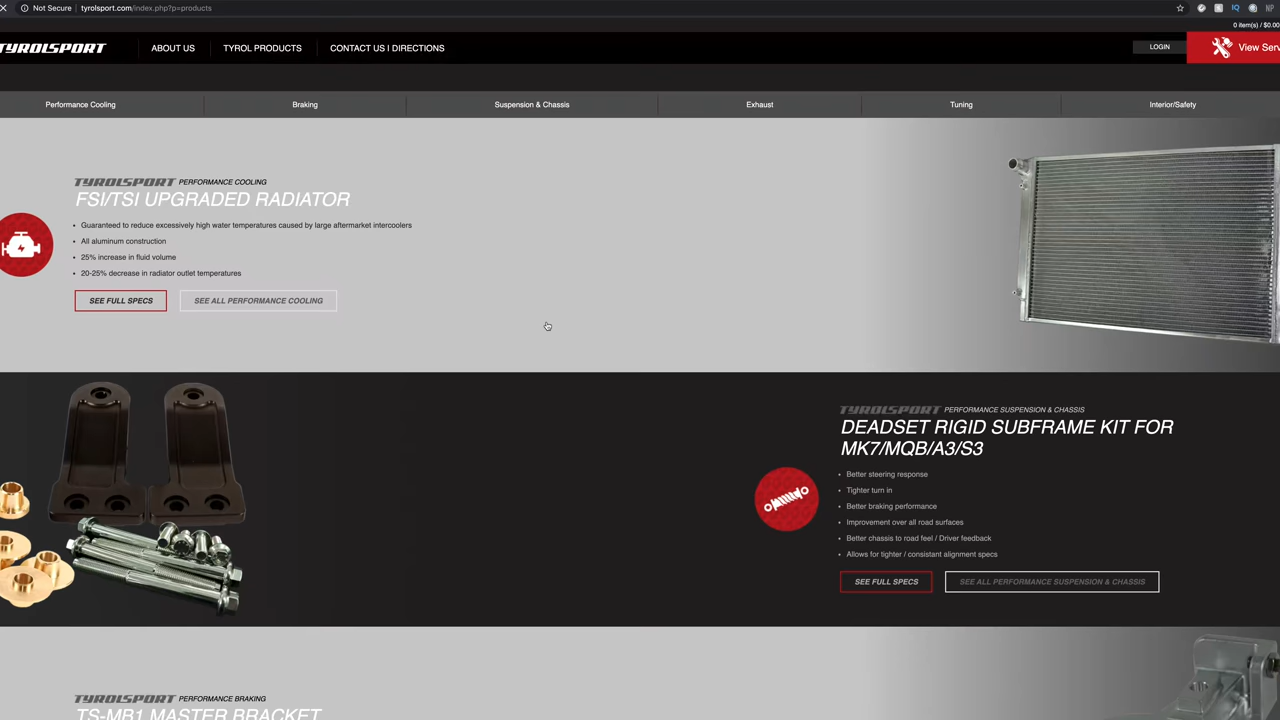 Not Secure tyrolsport.com/index.php?p=products
0 item(s) / $0.00
TYROLSPORT ABOUT US TYROL PRODUCTS CONTACT US | DIRECTIONS LOGIN View Serv
Performance Cooling Braking Suspension & Chassis Exhaust Tuning Interior/Safety
TYROLSPORT PERFORMANCE COOLING
FSI/TSI UPGRADED RADIATOR
• Guaranteed to reduce excessively high water temperatures caused by large aftermarket intercoolers
• All aluminum construction
• 25% increase in fluid volume
• 20-25% decrease in radiator outlet temperatures
SEE FULL SPECS SEE ALL PERFORMANCE COOLING
TYROLSPORT PERFORMANCE SUSPENSION & CHASSIS
DEADSET RIGID SUBFRAME KIT FOR
MK7/MQB/A3/S3
• Better steering response
• Tighter turn in
• Better braking performance
• Improvement over all road surfaces
• Better chassis to road feel / Driver feedback
• Allows for tighter / consistant alignment specs
SEE FULL SPECS SEE ALL PERFORMANCE SUSPENSION & CHASSIS
TYROLSPORT PERFORMANCE BRAKING
TS-MB1 MASTER BRACKET